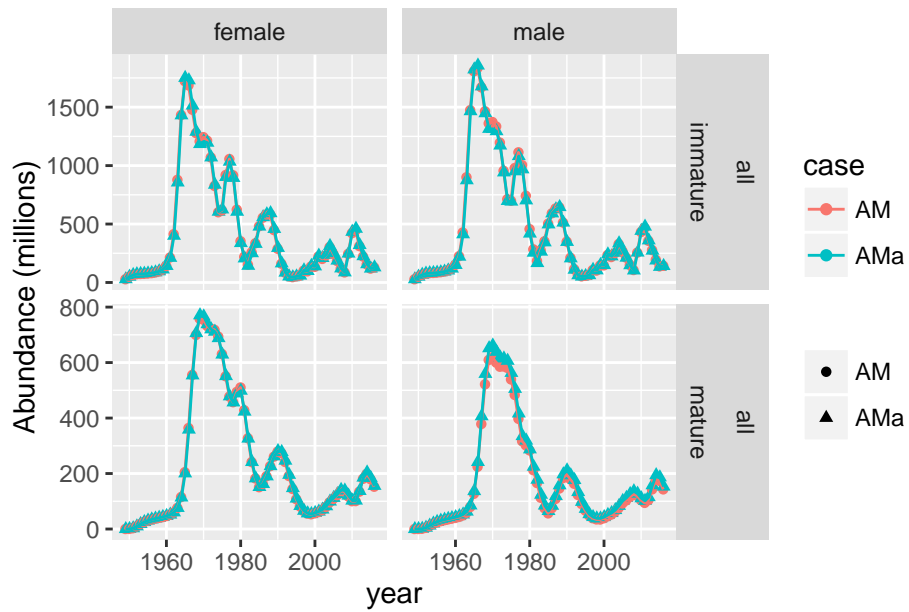 female
male
1500
1000
500
0
immature
all
800
600
400
200
0
mature
all
1960
1980
2000
1960
1980
2000
year
Abundance (millions)
case
AM
AMa
AM
AMa